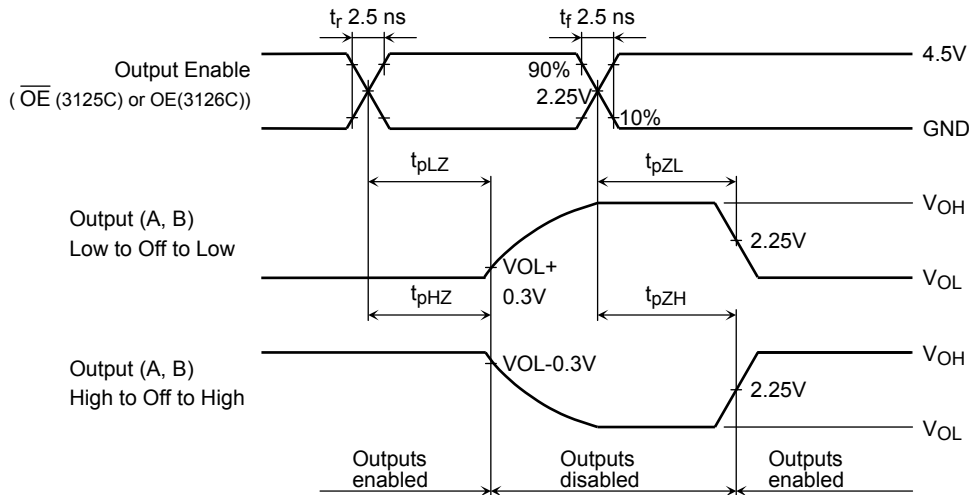 tr 2.5 ns
tf 2.5 ns
Output Enable
( OE (3125C) or OE(3126C))
90%
2.25V
10%
4.5V
GND
tpLZ
tpZL
Output (A, B)
Low to Off to Low
VOH
2.25V
VOL+
0.3V
VOL
tpHZ
tpZH
Output (A, B)
High to Off to High
VOL-0.3V
VOH
2.25V
VOL
Outputs
enabled
Outputs
disabled
Outputs
enabled